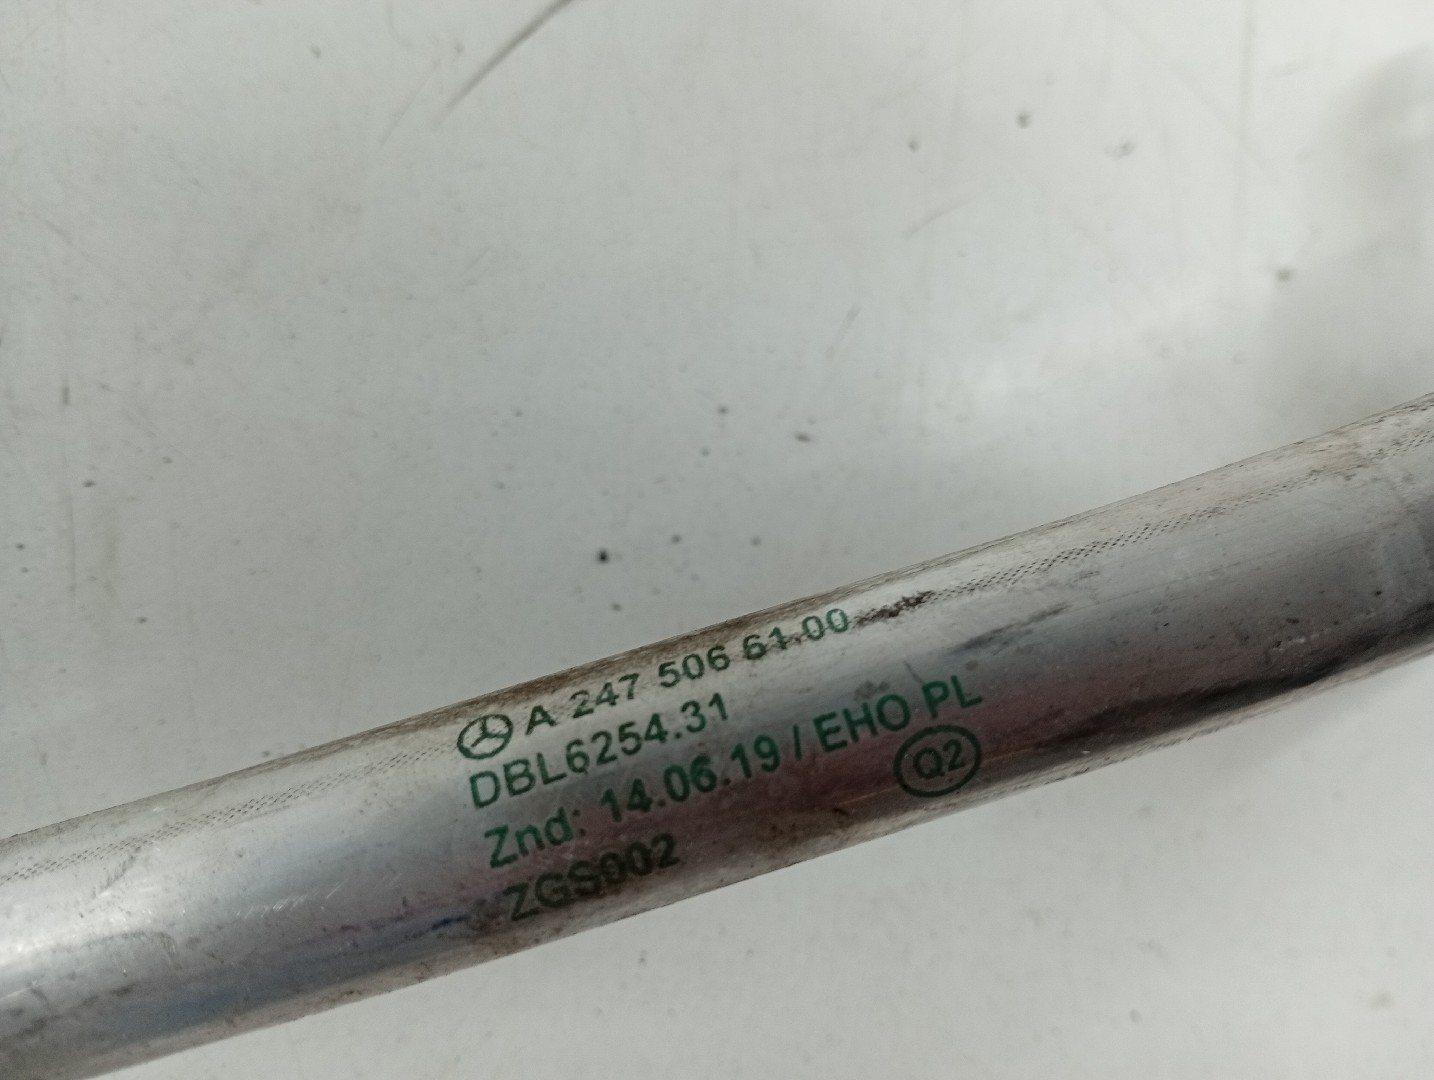 A 247 506 61.00
DBL6254.31
Znd: 14.06.19 / EHO PL
Q2
ZGS002